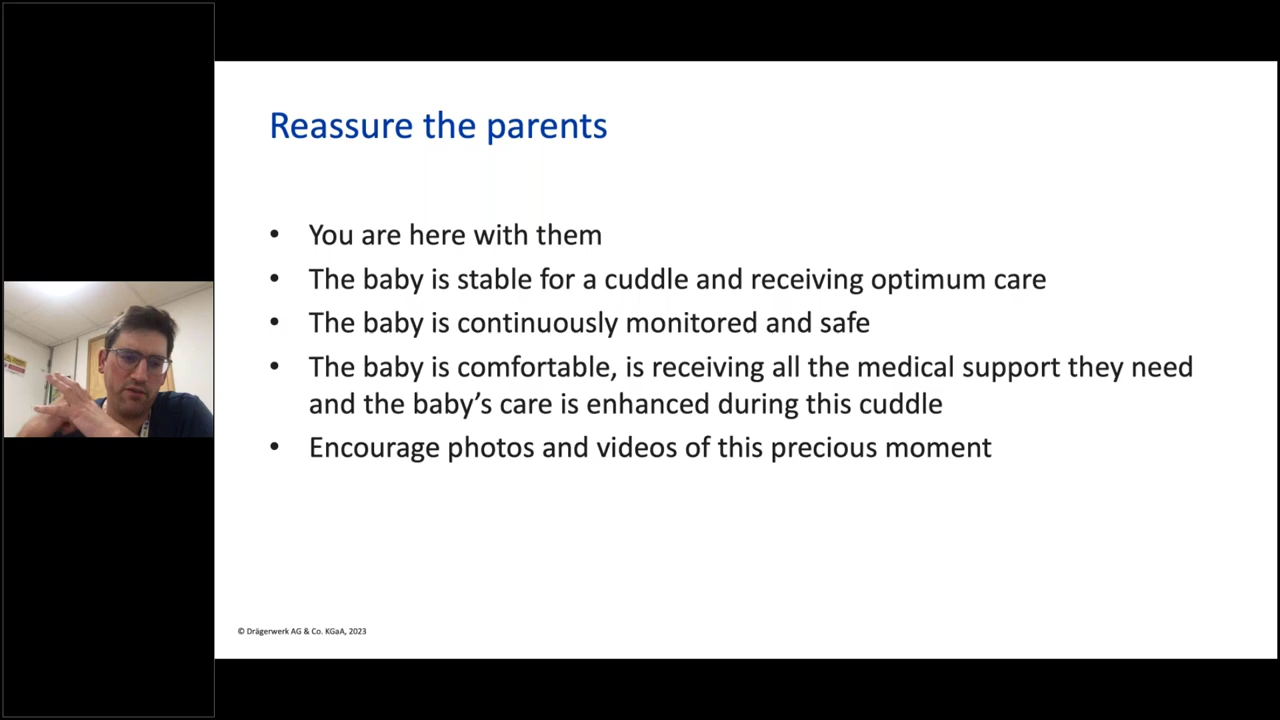 Reassure the parents
• You are here with them
• The baby is stable for a cuddle and receiving optimum care
• The baby is continuously monitored and safe
• The baby is comfortable, is receiving all the medical support they need
and the baby’s care is enhanced during this cuddle
• Encourage photos and videos of this precious moment
© Drägerwerk AG & Co. KGaA, 2023